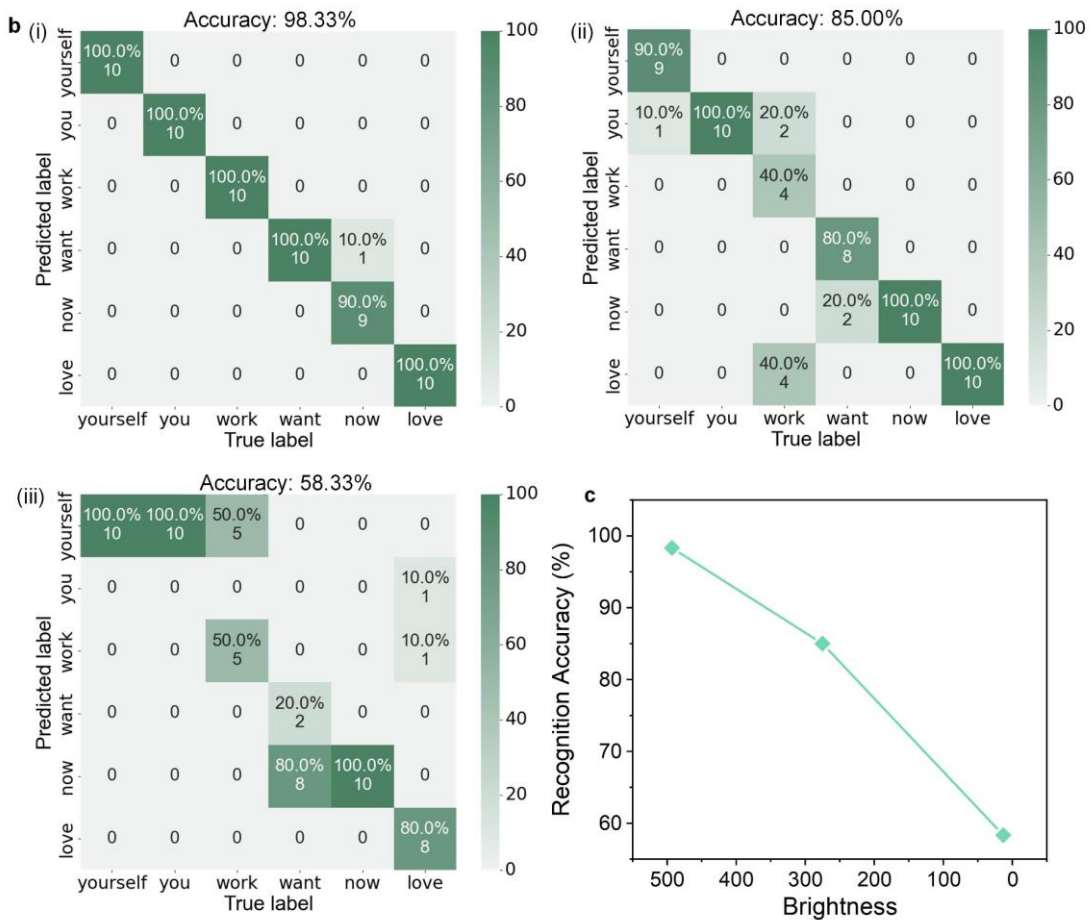 b (i) Accuracy: 98.33%
Predicted label
yourself 100.0% 0 0 0 0 0 100
10
you 0 100.0% 0 0 0 0 80
10
work 0 0 100.0% 0 0 0 60
10
want 0 0 0 100.0% 10.0% 0 40
10 1
now 0 0 0 0 90.0% 0 20
9
love 0 0 0 0 0 100.0% 0
10
yourself you work want now love
True label
(ii) Accuracy: 85.00%
Predicted label
yourself 90.0% 0 0 0 0 0 100
9
you 10.0% 100.0% 20.0% 0 0 0 80
1 10 2
work 0 0 40.0% 0 0 0 60
4
want 0 0 0 80.0% 0 0 40
8
now 0 0 0 20.0% 100.0% 0 20
2 10
love 0 0 40.0% 0 0 100.0% 0
4 10
yourself you work want now love
True label
(iii) Accuracy: 58.33%
Predicted label
yourself 100.0% 100.0% 50.0% 0 0 0 100
10 10 5
you 0 0 0 0 0 10.0% 80
1
work 0 0 50.0% 0 0 10.0% 60
5 1
want 0 0 0 20.0% 0 0 40
2
now 0 0 0 80.0% 100.0% 0 20
8 10
love 0 0 0 0 0 80.0% 0
8
yourself you work want now love
True label
c
Recognition Accuracy (%)
100
90
80
70
60
500 400 300 200 100 0
Brightness